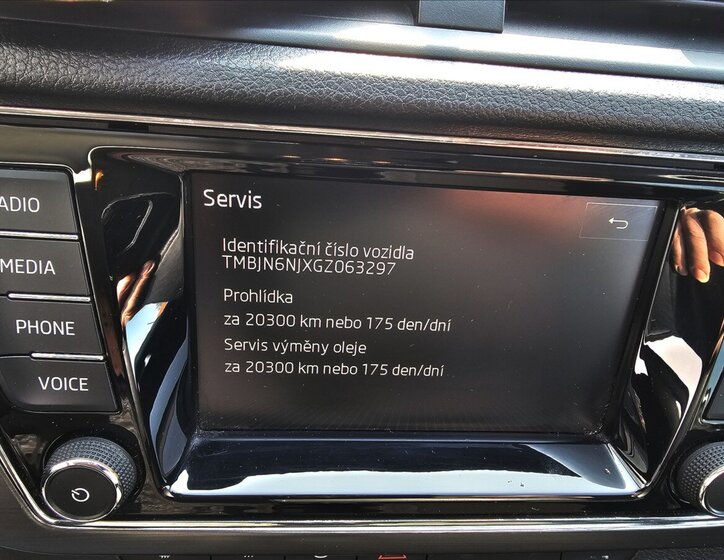 Servis
Identifikační číslo vozidla
TMBJN6NJXGZ063297
Prohlídka
za 20300 km nebo 175 den/dní
Servis výměny oleje
za 20300 km nebo 175 den/dní
ADIO
MEDIA
PHONE
VOICE